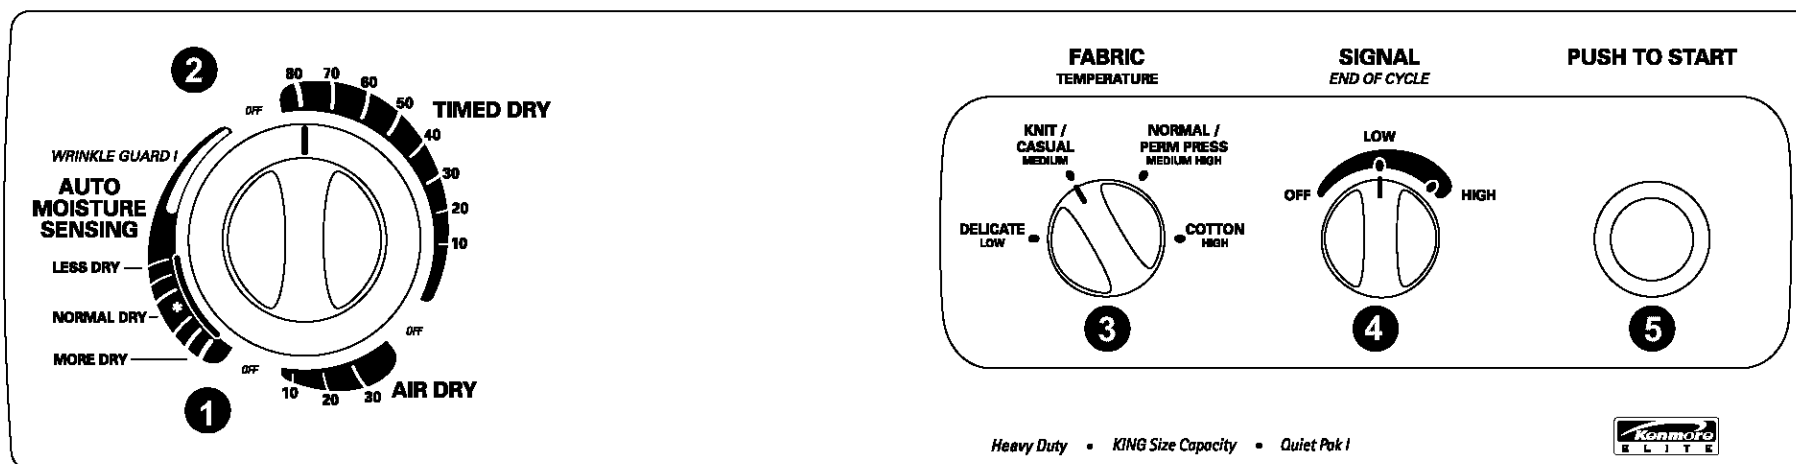 2
OFF
80
70
60
50
40
30
20
10
TIMED DRY
WRINKLE GUARD I
AUTO
MOISTURE
SENSING
LESS DRY
*
NORMAL DRY
MORE DRY
OFF
OFF
10
20
30
AIR DRY
1
FABRIC
TEMPERATURE
KNIT /
CASUAL
MEDIUM
NORMAL /
PERM PRESS
MEDIUM HIGH
DELICATE
LOW
COTTON
HIGH
3
SIGNAL
END OF CYCLE
LOW
OFF
HIGH
4
PUSH TO START
5
Heavy Duty • KING Size Capacity • Quiet Pak I
Kenmore
ELITE